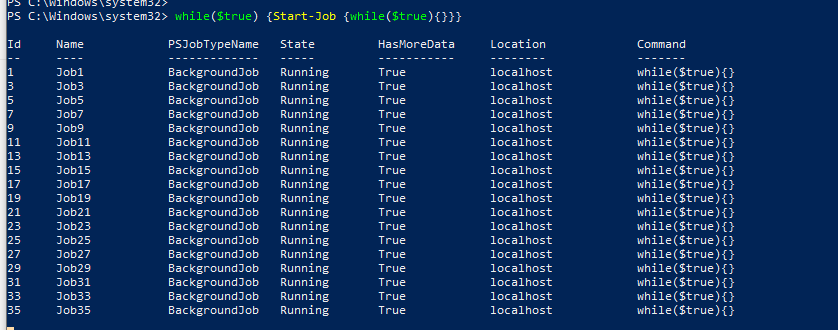 PS C:\Windows\system32>
PS C:\Windows\system32> while($true) {Start-Job {while($true){}}}
Id Name PSJobTypeName State HasMoreData Location Command
-- ---- ------------- ----- ----------- -------- -------
1 Job1 BackgroundJob Running True localhost while($true){}
3 Job3 BackgroundJob Running True localhost while($true){}
5 Job5 BackgroundJob Running True localhost while($true){}
7 Job7 BackgroundJob Running True localhost while($true){}
9 Job9 BackgroundJob Running True localhost while($true){}
11 Job11 BackgroundJob Running True localhost while($true){}
13 Job13 BackgroundJob Running True localhost while($true){}
15 Job15 BackgroundJob Running True localhost while($true){}
17 Job17 BackgroundJob Running True localhost while($true){}
19 Job19 BackgroundJob Running True localhost while($true){}
21 Job21 BackgroundJob Running True localhost while($true){}
23 Job23 BackgroundJob Running True localhost while($true){}
25 Job25 BackgroundJob Running True localhost while($true){}
27 Job27 BackgroundJob Running True localhost while($true){}
29 Job29 BackgroundJob Running True localhost while($true){}
31 Job31 BackgroundJob Running True localhost while($true){}
33 Job33 BackgroundJob Running True localhost while($true){}
35 Job35 BackgroundJob Running True localhost while($true){}